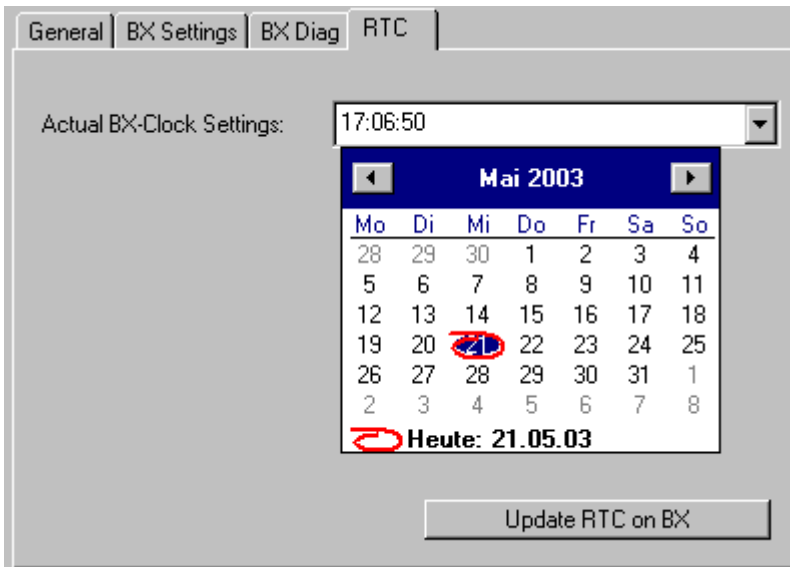 General BX Settings BX Diag RTC
Actual BX-Clock Settings: 17:06:50
Mai 2003
Mo Di Mi Do Fr Sa So
28 29 30 1 2 3 4
5 6 7 8 9 10 11
12 13 14 15 16 17 18
19 20 21 22 23 24 25
26 27 28 29 30 31 1
2 3 4 5 6 7 8
Heute: 21.05.03
Update RTC on BX